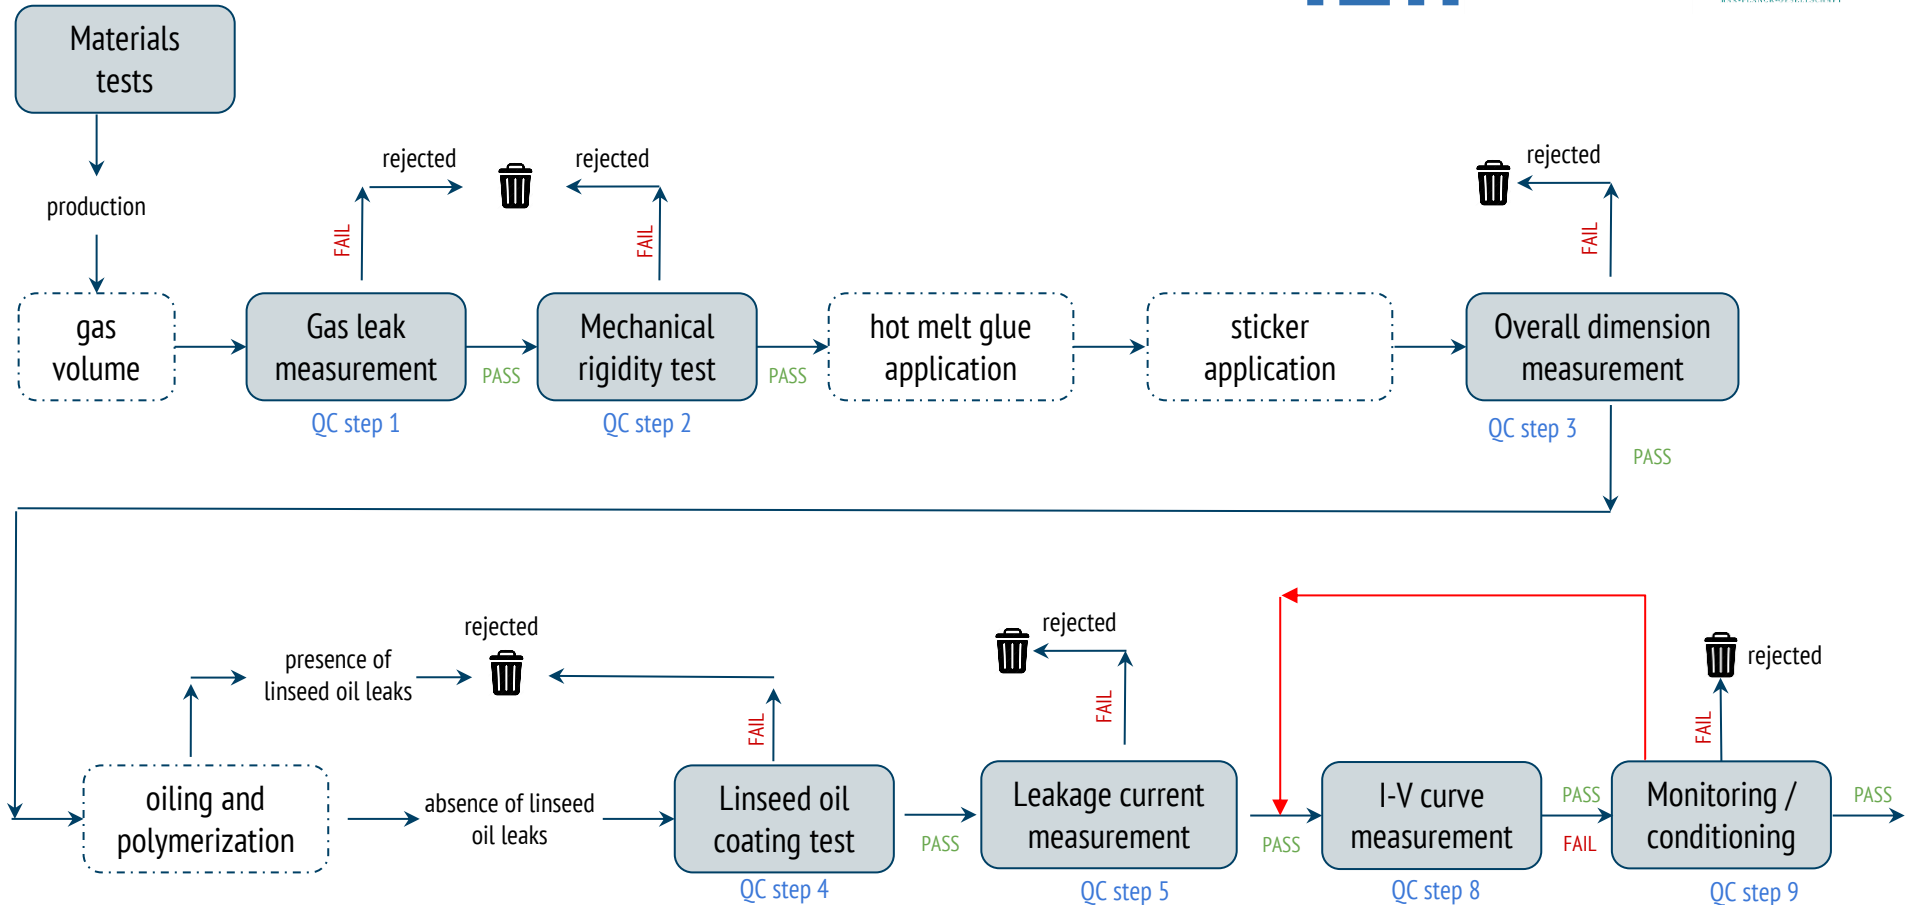 Materials
tests
production
rejected
rejected
rejected
FAIL
FAIL
FAIL
gas
volume
Gas leak
measurement
PASS
Mechanical
rigidity test
PASS
hot melt glue
application
sticker
application
Overall dimension
measurement
QC step 1
QC step 2
QC step 3
PASS
rejected
presence of
linseed oil leaks
FAIL
rejected
FAIL
rejected
FAIL
oiling and
polymerization
absence of linseed
oil leaks
Linseed oil
coating test
PASS
Leakage current
measurement
PASS
I-V curve
measurement
PASS
FAIL
Monitoring /
conditioning
PASS
QC step 4
QC step 5
QC step 8
QC step 9